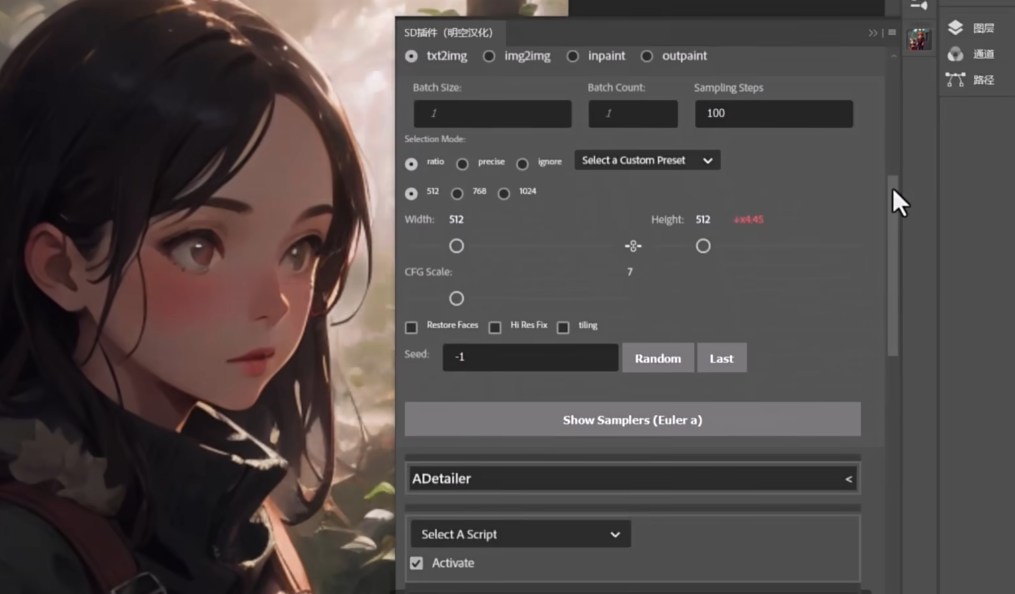 SD插件（明空汉化）
txt2img img2img inpaint outpaint
图层
通道
路径
Batch Size: Batch Count: Sampling Steps
1 1 100
Selection Mode:
ratio precise ignore Select a Custom Preset
512 768 1024
Width: 512 Height: 512
CFG Scale: 7
Restore Faces Hi Res Fix tiling
Seed: -1 Random Last
Show Samplers (Euler a)
ADetailer <
Select A Script
Activate